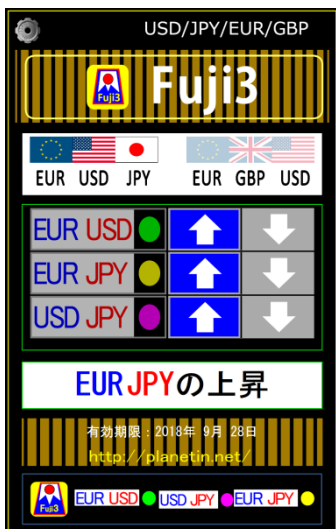 USD/JPY/EUR/GBP
Fuji3
Fuji3
EUR USD JPY EUR GBP USD
EUR USD
EUR JPY
USD JPY
EUR JPYの上昇
有効期限：2018年 9月 28日
http://planetin.net/
Fuji3 EUR USD USD JPY EUR JPY